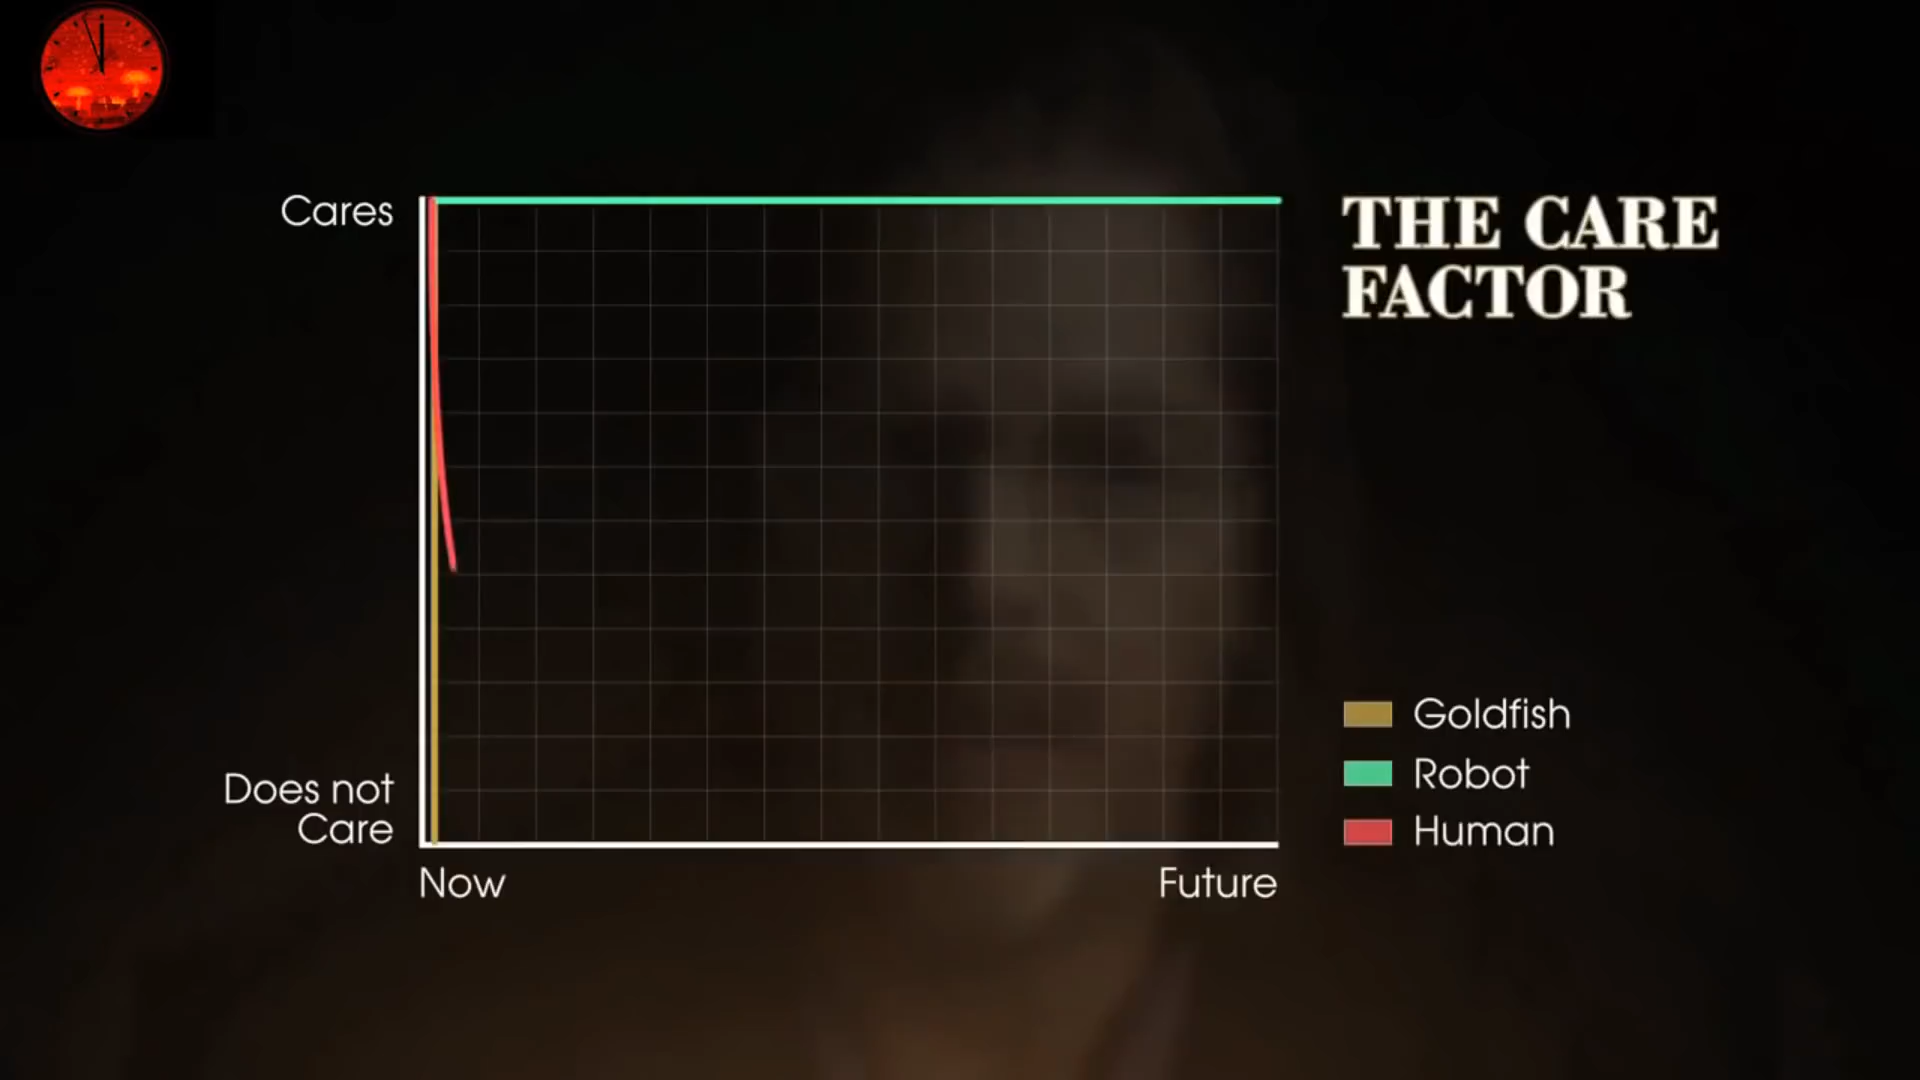 Cares
THE CARE
FACTOR
Goldfish
Robot
Human
Does not
Care
Now
Future